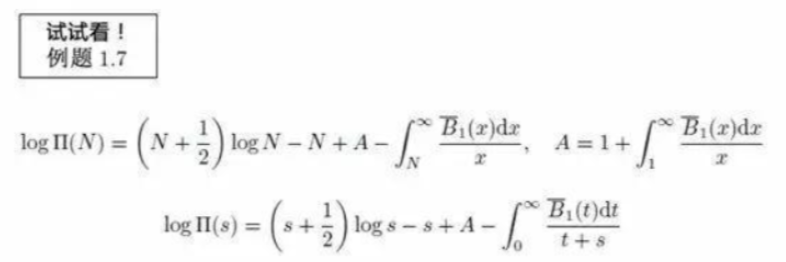 试试看！
例题 1.7
log Π(N) = (N + 1/2) log N − N + A − ∫_N^∞ B̅₁(x)dx / x, A = 1 + ∫_1^∞ B̅₁(x)dx / x
log Π(s) = (s + 1/2) log s − s + A − ∫_0^∞ B̅₁(t)dt / t + s